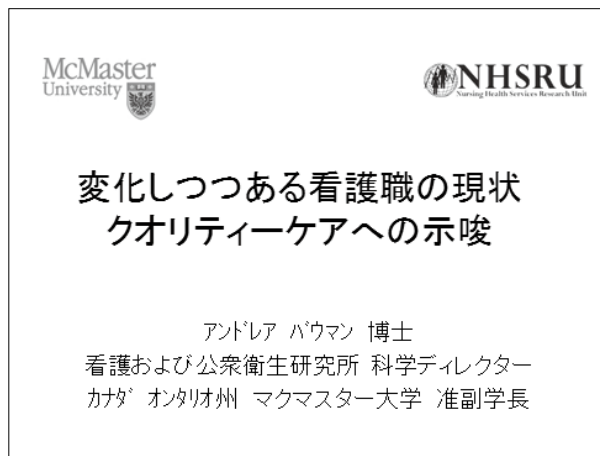 McMaster
University
NHSRU
Nursing Health Services Research Unit
変化しつつある看護職の現状
クオリティーケアへの示唆
ｱﾝﾄﾞﾚｱ ﾊﾞｳﾏﾝ 博士
看護および公衆衛生研究所 科学ディレクター
ｶﾅﾀﾞ ｵﾝﾀﾘｵ州 マクマスター大学 准副学長